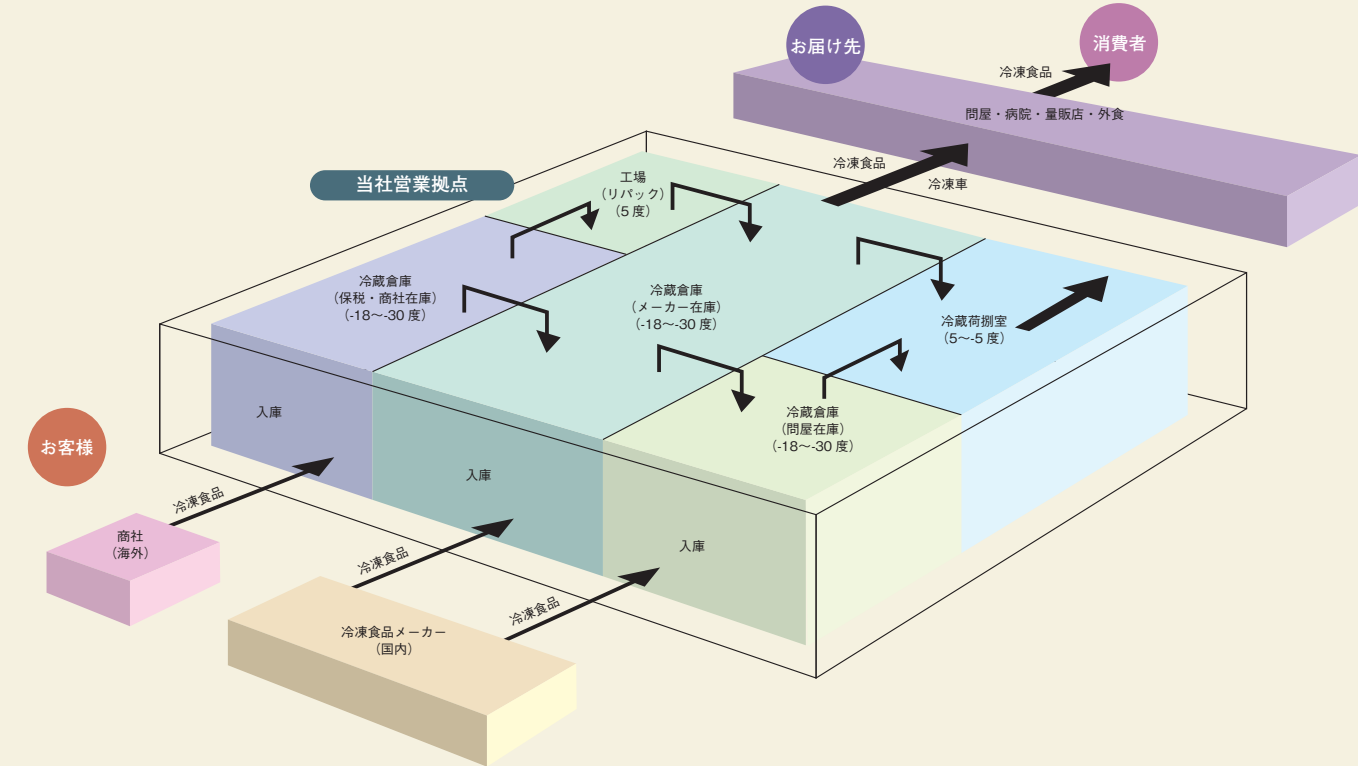 お届け先
消費者
冷凍食品
問屋・病院・量販店・外食
冷凍食品
冷凍車
当社営業拠点
工場
（リパック）
（5 度）
冷蔵倉庫
（保税・商社在庫）
（-18〜-30 度）
冷蔵倉庫
（メーカー在庫）
（-18〜-30 度）
冷蔵荷捌室
（5〜-5 度）
冷蔵倉庫
（問屋在庫）
（-18〜-30 度）
入庫
入庫
入庫
お客様
冷凍食品
商社
（海外）
冷凍食品
冷凍食品
冷凍食品メーカー
（国内）